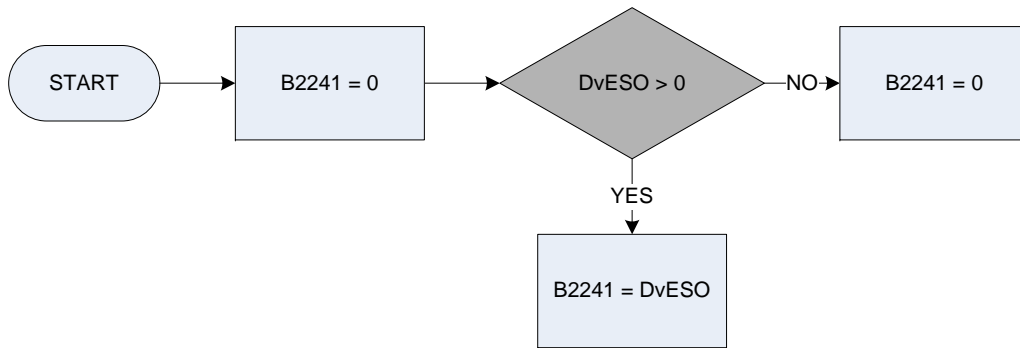 START
B2241 = 0
DvESO > 0
NO
B2241 = 0
YES
B2241 = DvESO